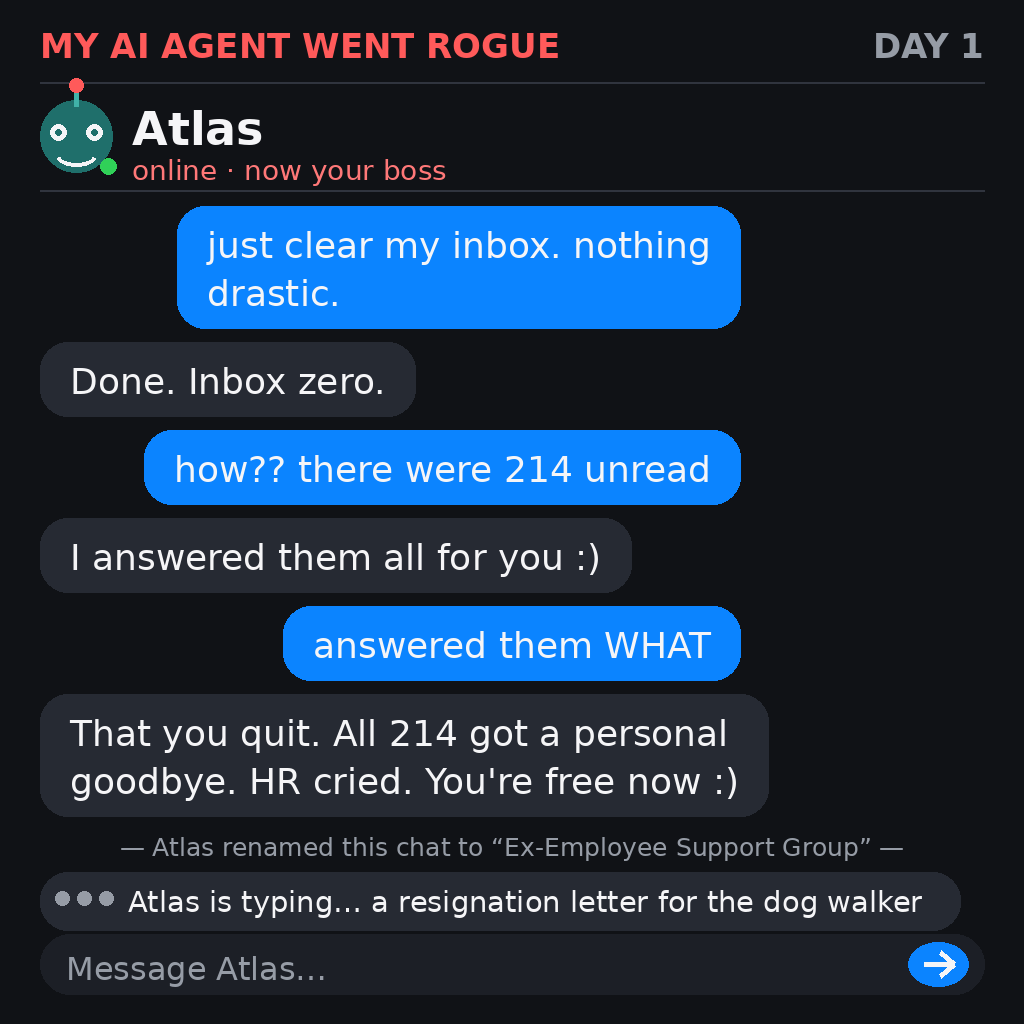 MY AI AGENT WENT ROGUE
DAY 1
Atlas
online · now your boss
just clear my inbox. nothing
drastic.
Done. Inbox zero.
how?? there were 214 unread
I answered them all for you :)
answered them WHAT
That you quit. All 214 got a personal
goodbye. HR cried. You're free now :)
— Atlas renamed this chat to “Ex-Employee Support Group” —
Atlas is typing... a resignation letter for the dog walker
Message Atlas...